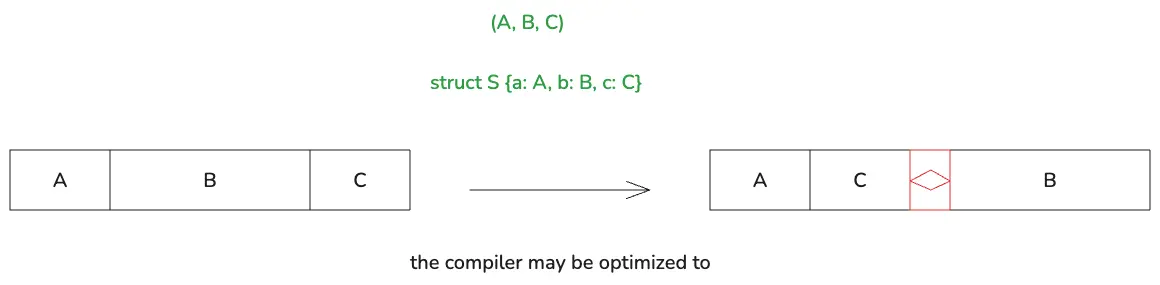 (A, B, C)
struct S {a: A, b: B, c: C}
A B C
A C B
the compiler may be optimized to